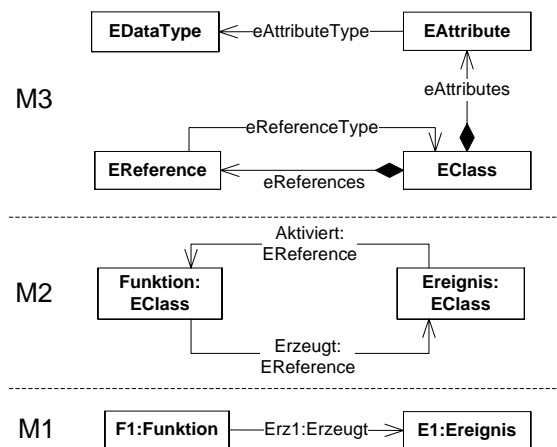 EDataType
eAttributeType
EAttribute
M3
eAttributes
eReferenceType
EReference
EClass
eReferences
Aktiviert:
EReference
M2
Funktion:
EClass
Ereignis:
EClass
Erzeugt:
EReference
M1
F1:Funktion
Erz1:Erzeugt
E1:Ereignis